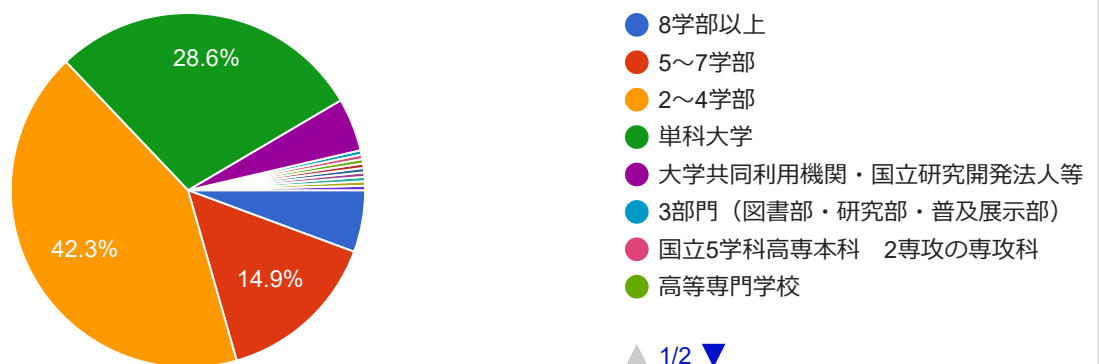 28.6%
42.3%
14.9%
8学部以上
5～7学部
2～4学部
単科大学
大学共同利用機関・国立研究開発法人等
3部門（図書部・研究部・普及展示部）
国立5学科高専本科　2専攻の専攻科
高等専門学校
1/2